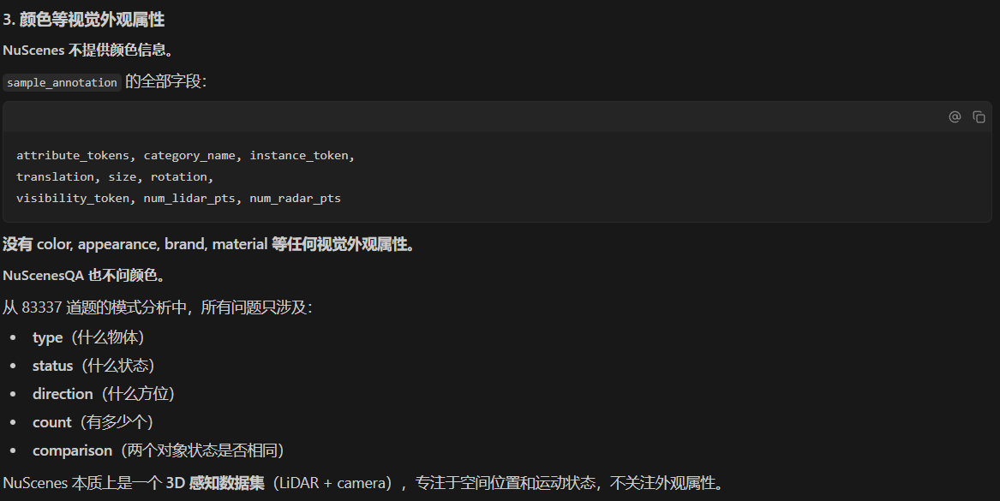 3. 颜色等视觉外观属性
NuScenes 不提供颜色信息。
sample_annotation 的全部字段：
@
attribute_tokens, category_name, instance_token,
translation, size, rotation,
visibility_token, num_lidar_pts, num_radar_pts
没有 color, appearance, brand, material 等任何视觉外观属性。
NuScenesQA 也不问颜色。
从 83337 道题的模式分析中，所有问题只涉及：
• type（什么物体）
• status（什么状态）
• direction（什么方位）
• count（有多少个）
• comparison（两个对象状态是否相同）
NuScenes 本质上是一个 3D 感知数据集（LiDAR + camera），专注于空间位置和运动状态，不关注外观属性。